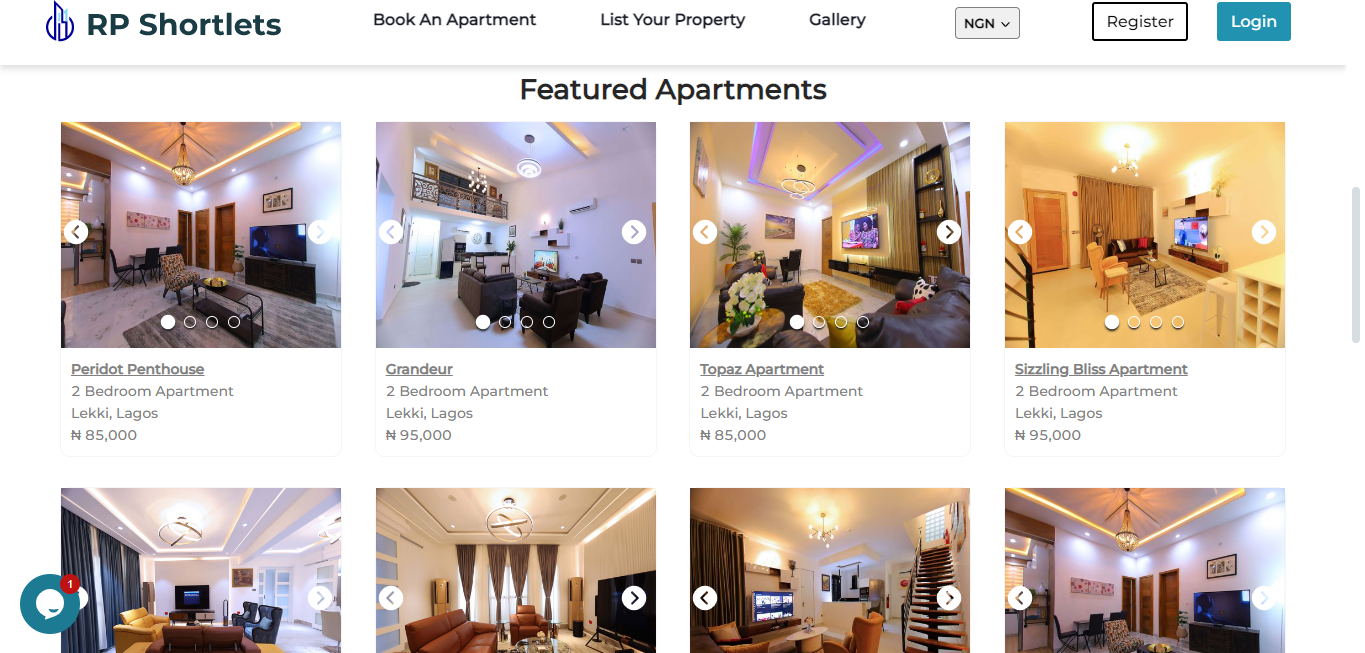 RP Shortlets
Book An Apartment
List Your Property
Gallery
NGN
Register
Login
Featured Apartments
Peridot Penthouse
2 Bedroom Apartment
Lekki, Lagos
₦ 85,000
Grandeur
2 Bedroom Apartment
Lekki, Lagos
₦ 95,000
Topaz Apartment
2 Bedroom Apartment
Lekki, Lagos
₦ 85,000
Sizzling Bliss Apartment
2 Bedroom Apartment
Lekki, Lagos
₦ 95,000
1